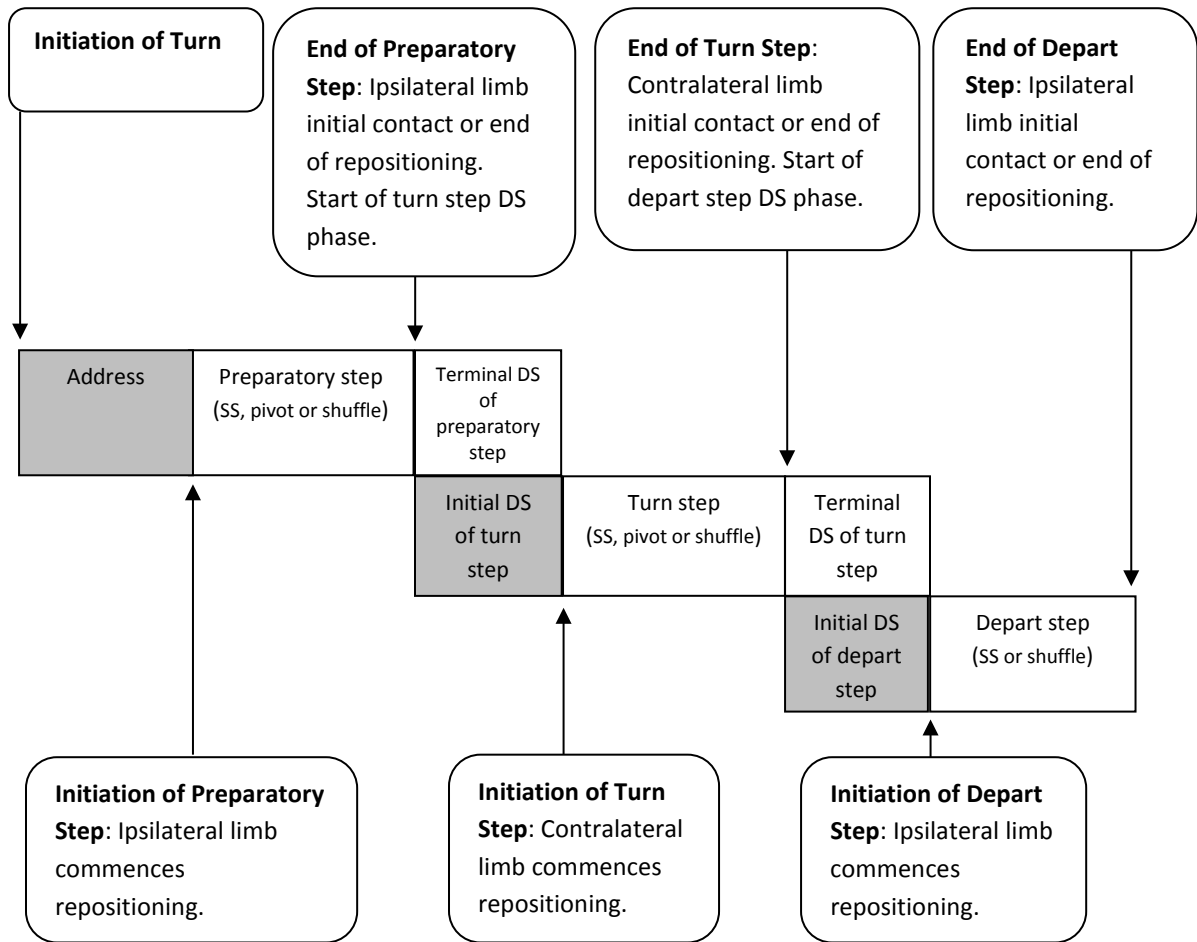 Initiation of Turn
End of Preparatory
Step: Ipsilateral limb
initial contact or end
of repositioning.
Start of turn step DS
phase.
End of Turn Step:
Contralateral limb
initial contact or end of
repositioning. Start of
depart step DS phase.
End of Depart
Step: Ipsilateral
limb initial
contact or end of
repositioning.
Address
Preparatory step
(SS, pivot or shuffle)
Terminal DS
of
preparatory
step
Initial DS
of turn
step
Turn step
(SS, pivot or shuffle)
Terminal
DS of turn
step
Initial DS
of depart
step
Depart step
(SS or shuffle)
Initiation of Preparatory
Step: Ipsilateral limb
commences
repositioning.
Initiation of Turn
Step: Contralateral
limb commences
repositioning.
Initiation of Depart
Step: Ipsilateral limb
commences
repositioning.